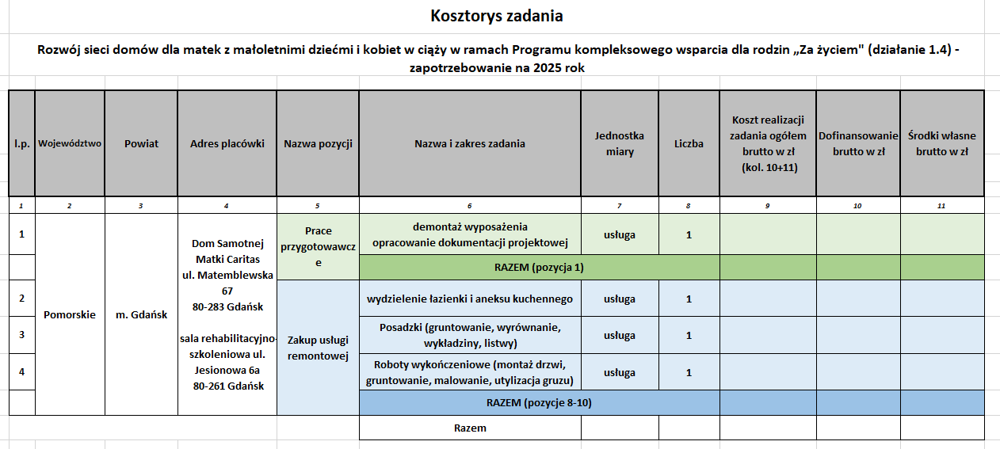 Kosztorys zadania
Rozwój sieci domów dla matek z małoletnimi dziećmi i kobiet w ciąży w ramach Programu kompleksowego wsparcia dla rodzin „Za życiem" (działanie 1.4) -
zapotrzebowanie na 2025 rok
l.p.
Województwo
Powiat
Adres placówki
Nazwa pozycji
Nazwa i zakres zadania
Jednostka
miary
Liczba
Koszt realizacji
zadania ogółem
brutto w zł
(kol. 10+11)
Dofinansowanie
brutto w zł
Środki własne
brutto w zł
1
2
3
4
5
6
7
8
9
10
11
1
Pomorskie
m. Gdańsk
Dom Samotnej
Matki Caritas
ul. Matemblewska
67
80-283 Gdańsk
sala rehabilitacyjno-
szkoleniowa ul.
Jesionowa 6a
80-261 Gdańsk
Prace
przygotowawcz
e
demontaż wyposażenia
opracowanie dokumentacji projektowej
usługa
1
RAZEM (pozycja 1)
2
Zakup usługi
remontowej
wydzielenie łazienki i aneksu kuchennego
usługa
1
3
Posadzki (gruntowanie, wyrównanie,
wykładziny, listwy)
usługa
1
4
Roboty wykończeniowe (montaż drzwi,
gruntowanie, malowanie, utylizacja gruzu)
usługa
1
RAZEM (pozycje 8-10)
Razem